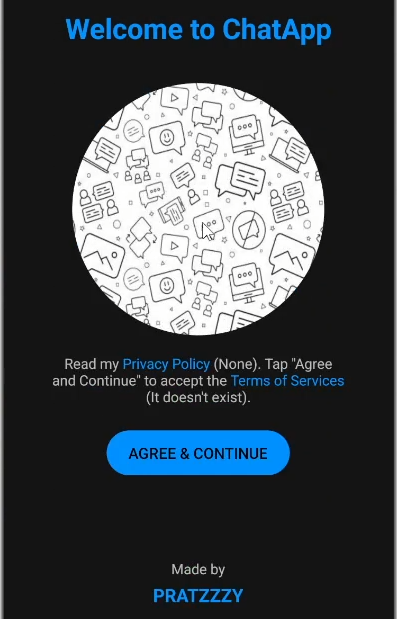 Welcome to ChatApp
Read my Privacy Policy (None). Tap "Agree
and Continue" to accept the Terms of Services
(It doesn't exist).
AGREE & CONTINUE
Made by
PRATZZZY